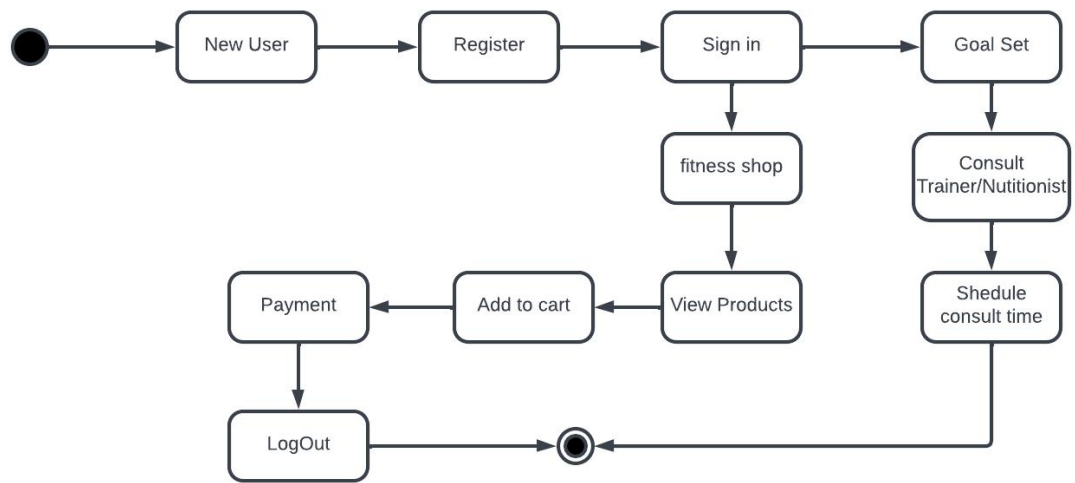 New User
Register
Sign in
Goal Set
fitness shop
Consult
Trainer/Nutitionist
Payment
Add to cart
View Products
Shedule
consult time
LogOut